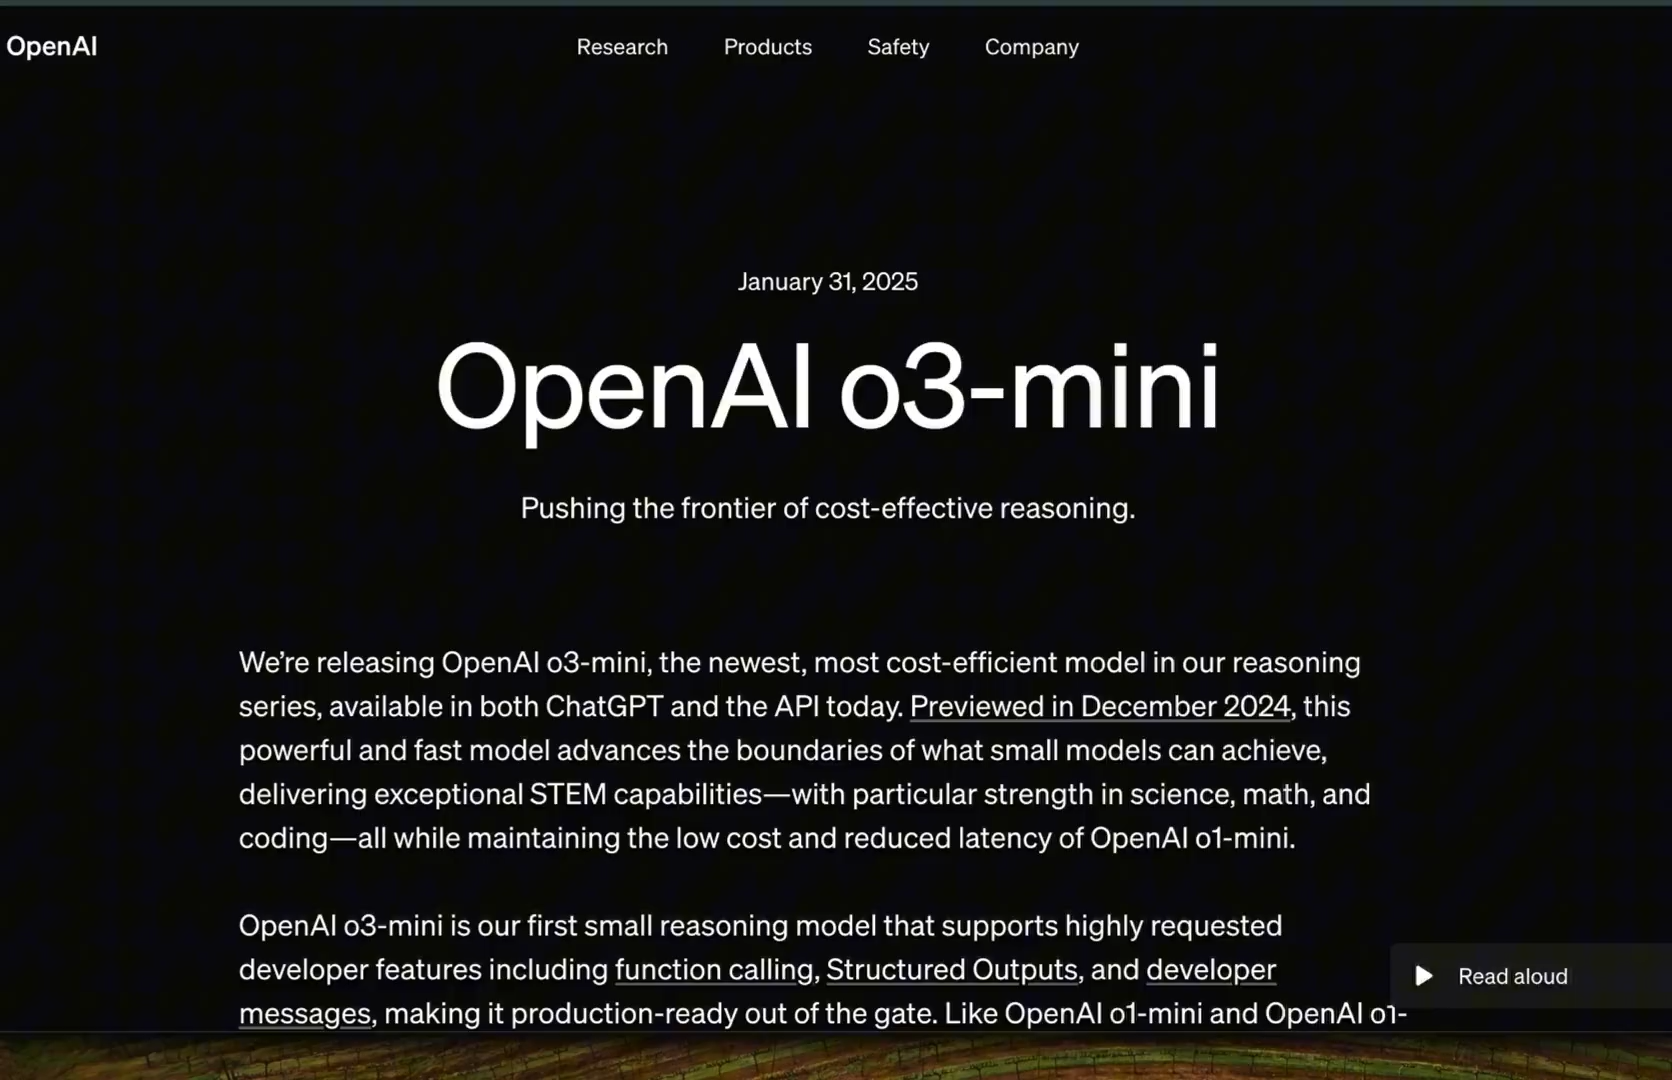 OpenAI
Research Products Safety Company
January 31, 2025
OpenAI o3-mini
Pushing the frontier of cost-effective reasoning.
We’re releasing OpenAI o3-mini, the newest, most cost-efficient model in our reasoning
series, available in both ChatGPT and the API today. Previewed in December 2024, this
powerful and fast model advances the boundaries of what small models can achieve,
delivering exceptional STEM capabilities—with particular strength in science, math, and
coding—all while maintaining the low cost and reduced latency of OpenAI o1-mini.
OpenAI o3-mini is our first small reasoning model that supports highly requested
developer features including function calling, Structured Outputs, and developer
messages, making it production-ready out of the gate. Like OpenAI o1-mini and OpenAI o1-
Read aloud